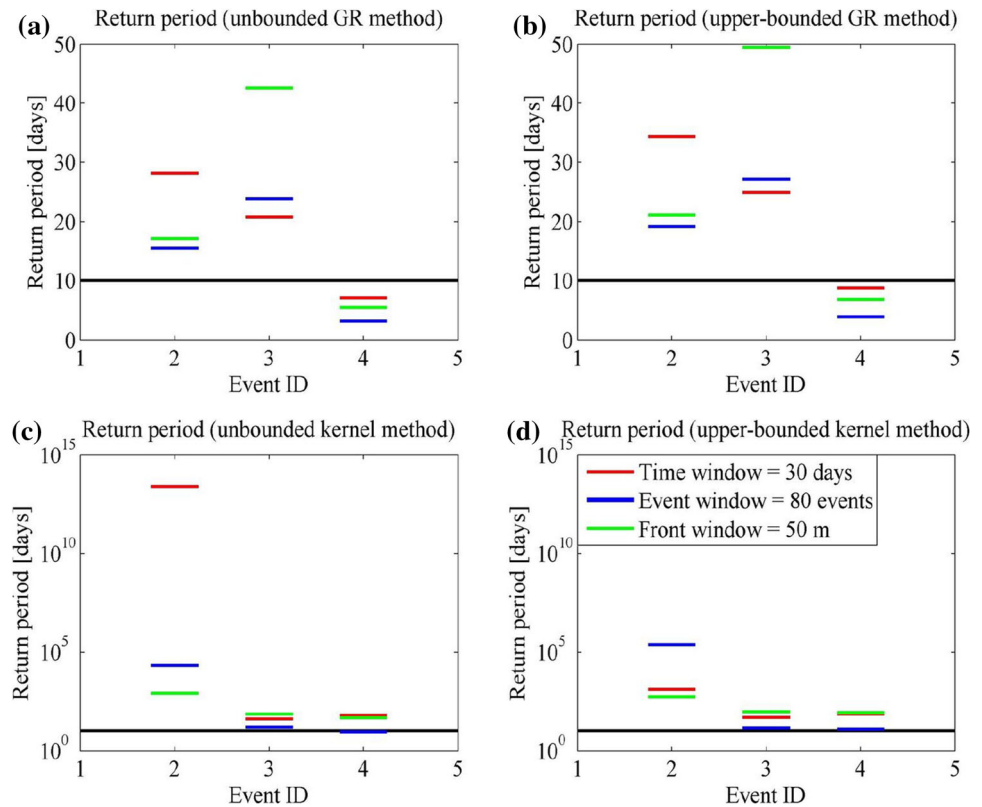 (a) Return period (unbounded GR method)
Return period [days]
50
40
30
20
10
0
1 2 3 4 5
Event ID
(b) Return period (upper-bounded GR method)
Return period [days]
50
40
30
20
10
0
1 2 3 4 5
Event ID
(c) Return period (unbounded kernel method)
Return period [days]
10^15
10^10
10^5
10^0
1 2 3 4 5
Event ID
(d) Return period (upper-bounded kernel method)
Return period [days]
10^15
10^10
10^5
10^0
Time window = 30 days
Event window = 80 events
Front window = 50 m
1 2 3 4 5
Event ID